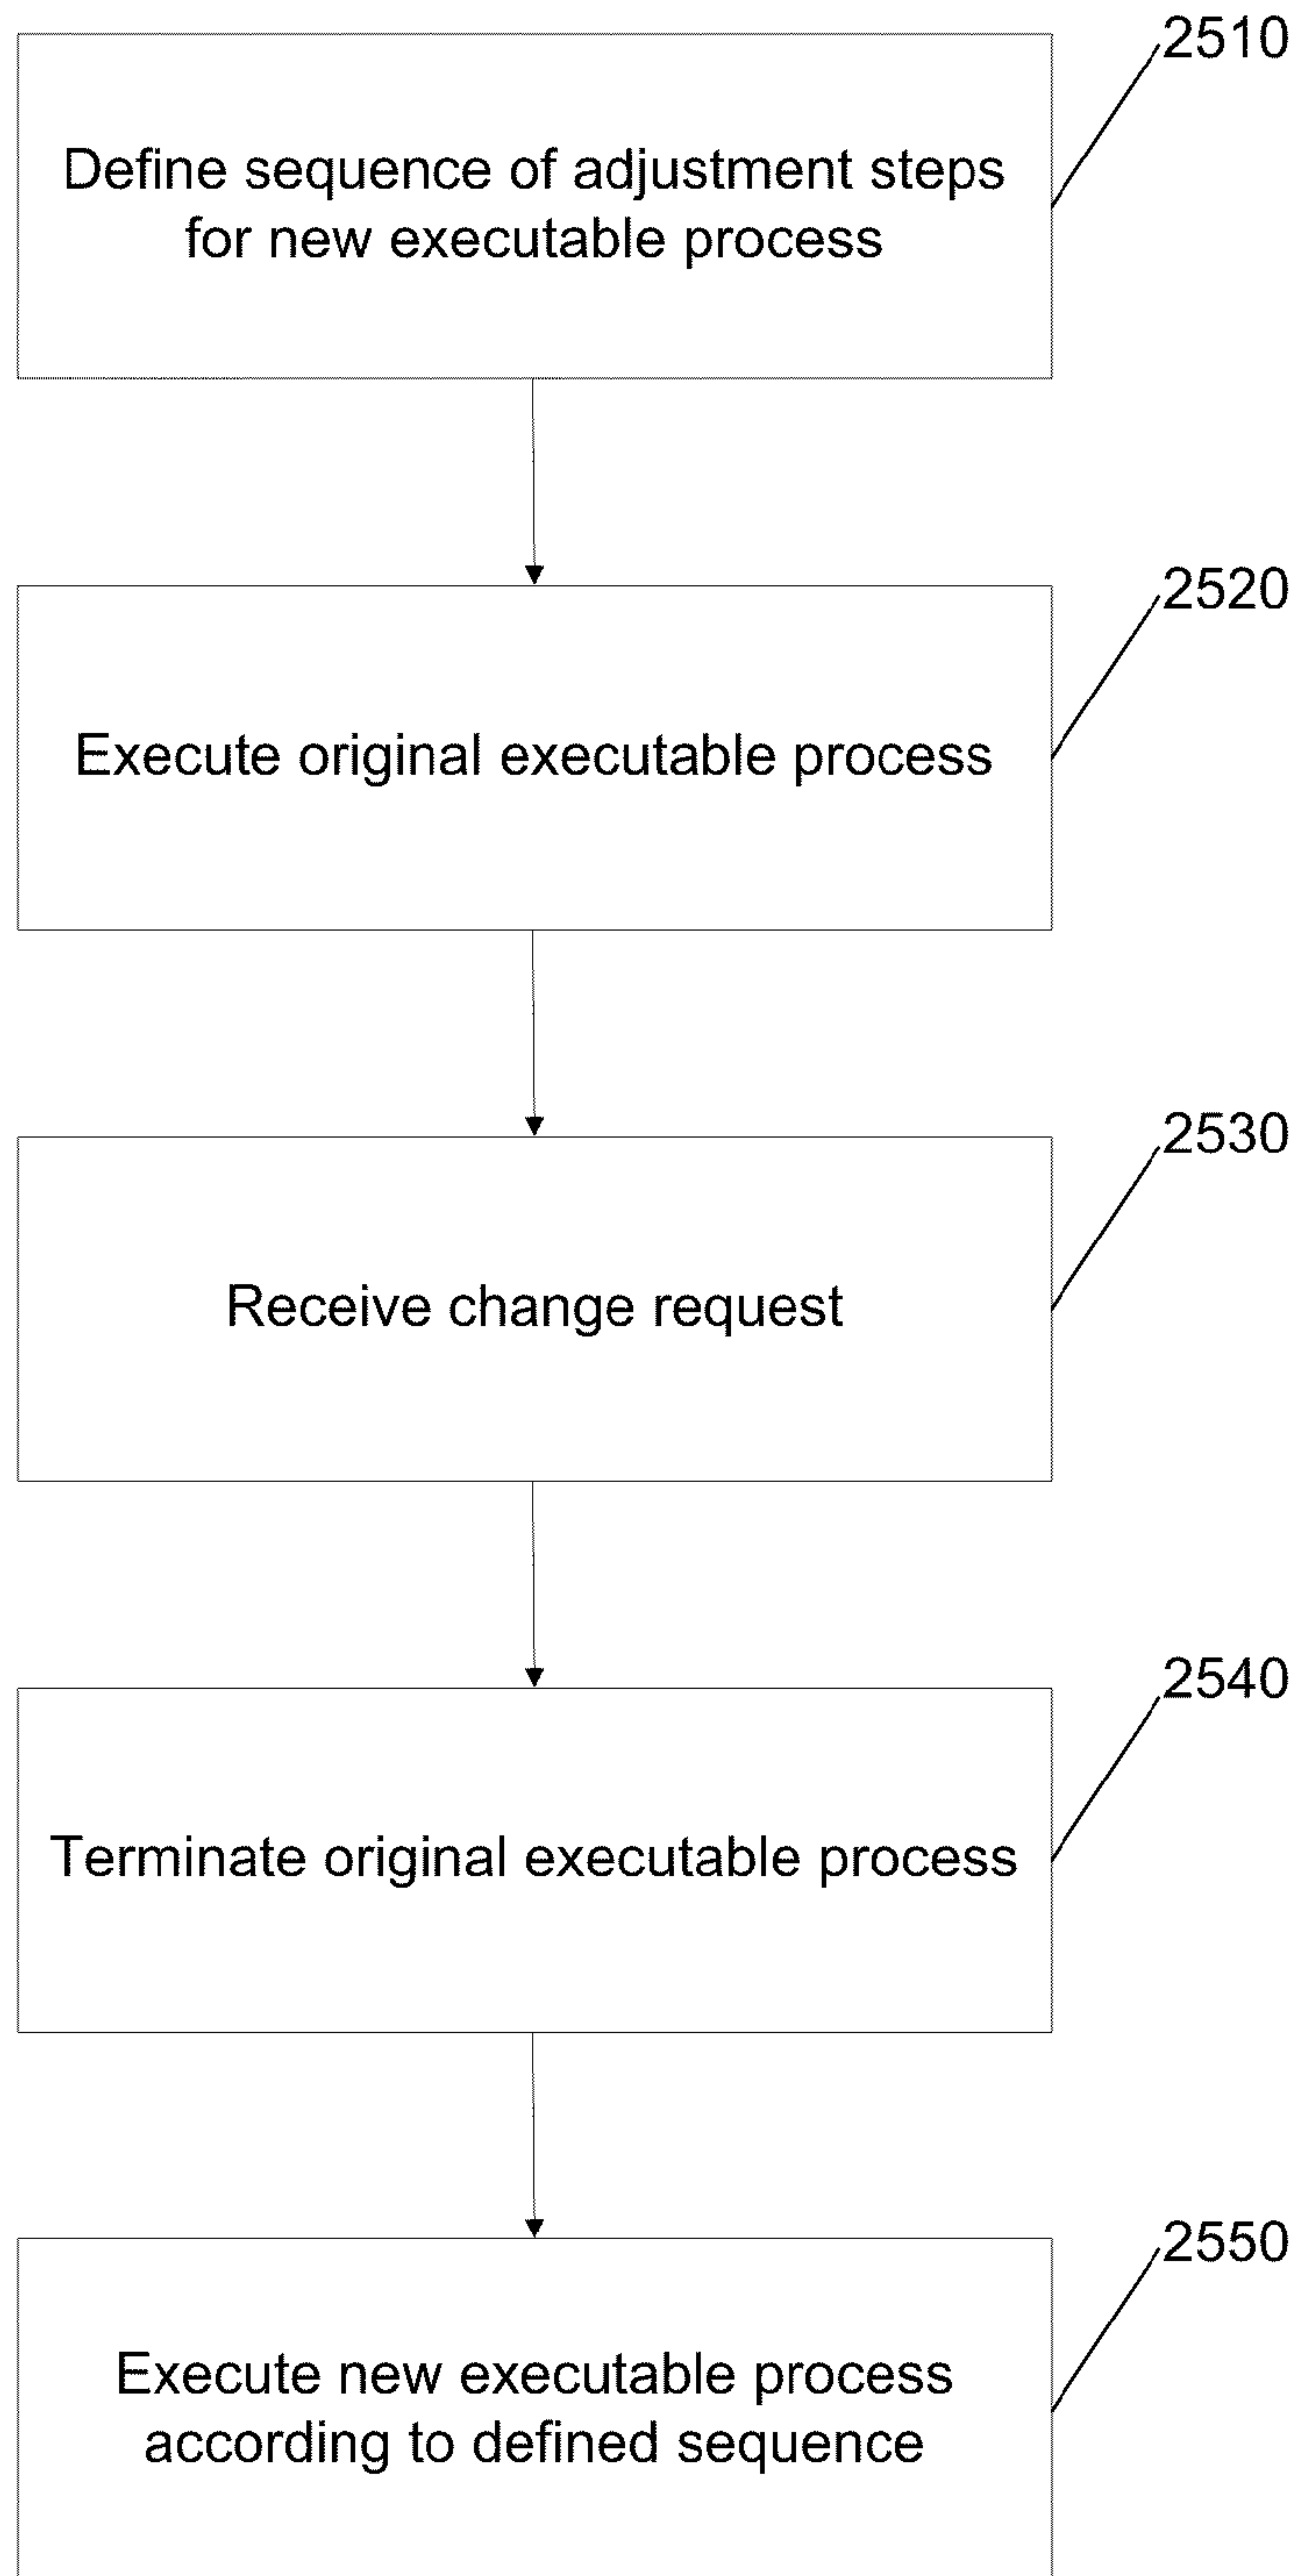 2510
Define sequence of adjustment steps
for new executable process
2520
Execute original executable process
2530
Receive change request
2540
Terminate original executable process
2550
Execute new executable process
according to defined sequence